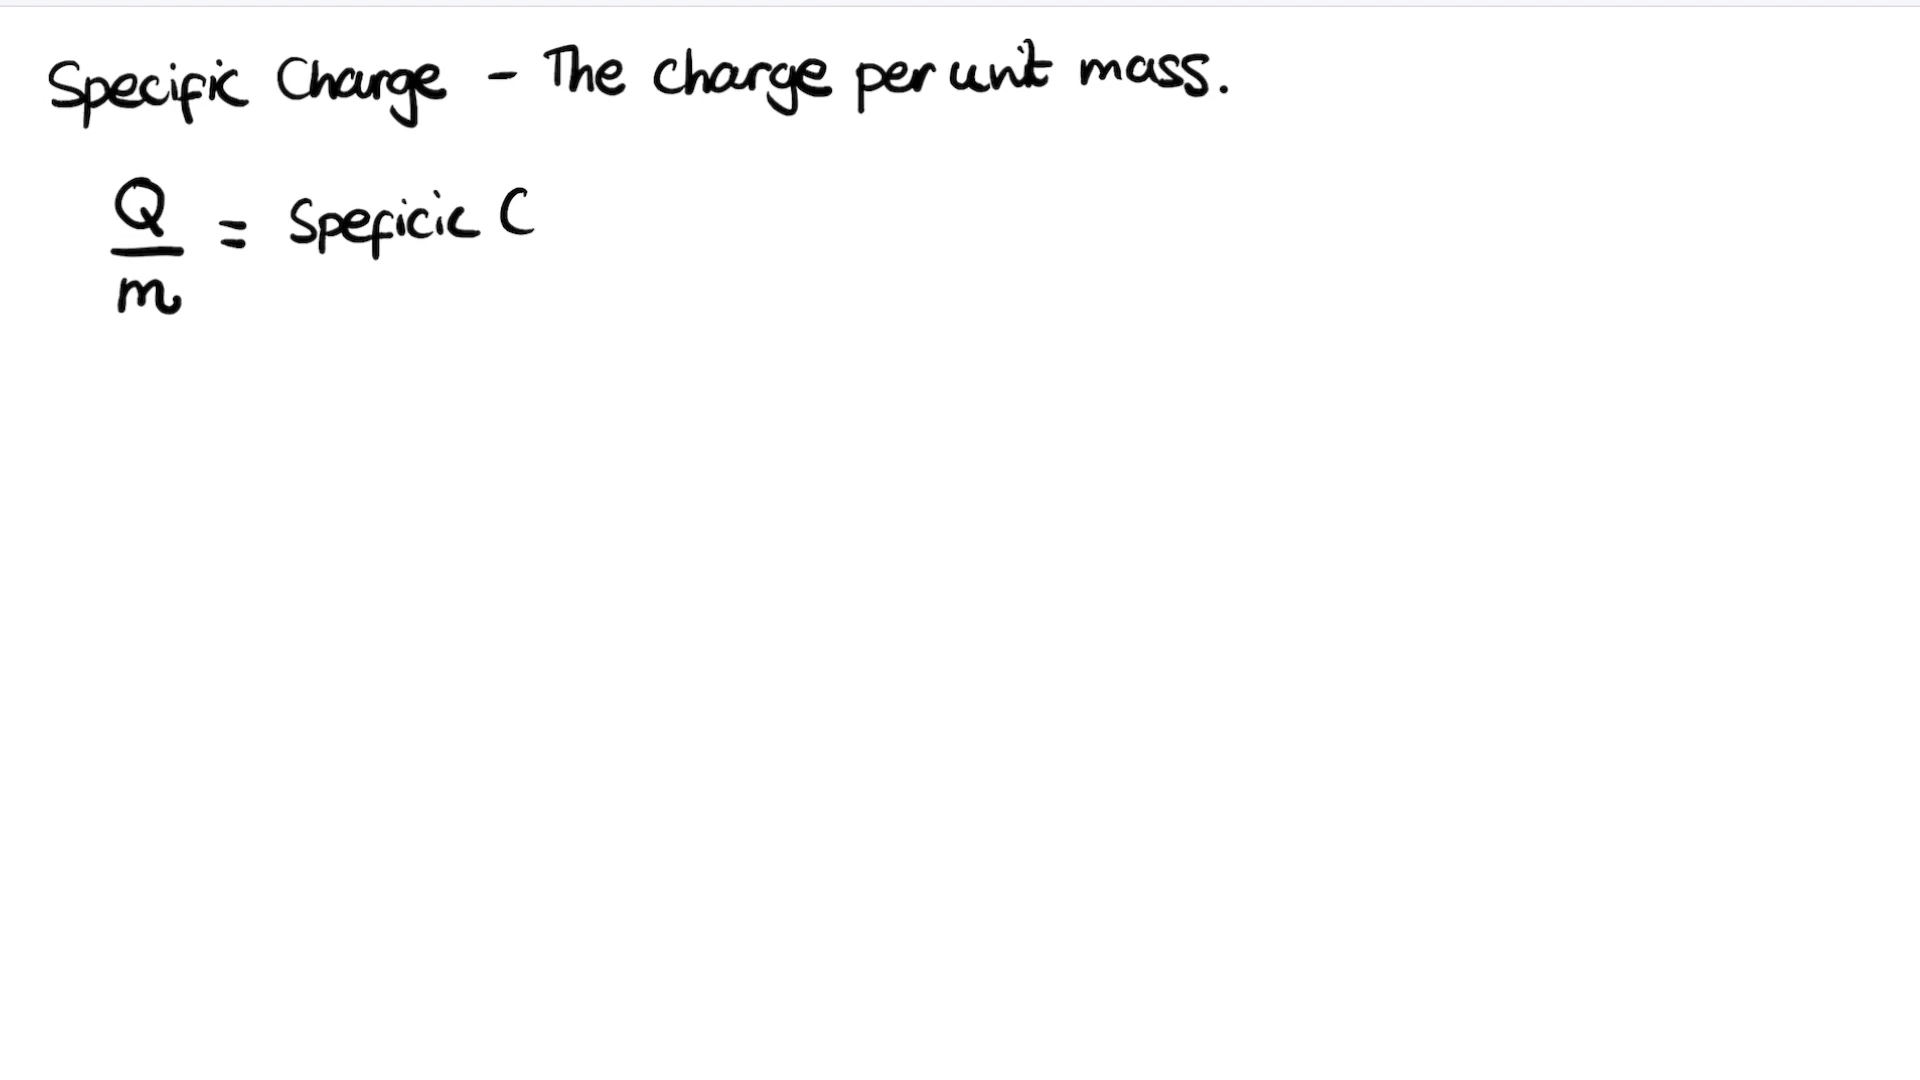 Specific Charge - The charge per unit mass.
Q/m = Speficic C